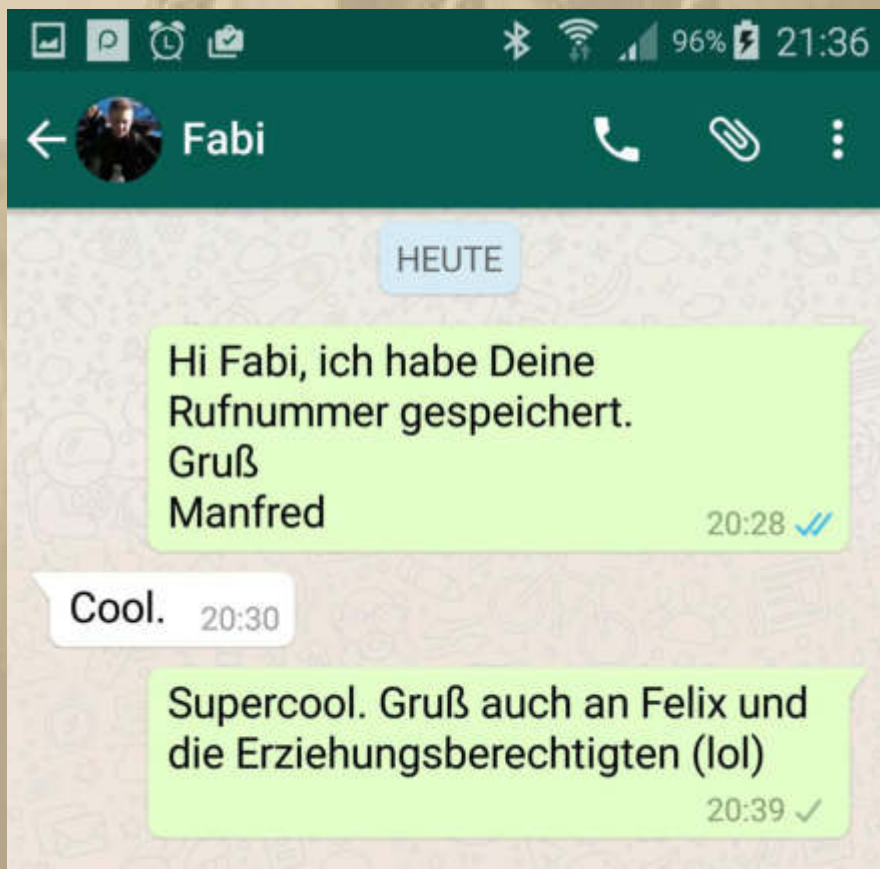 96% 21:36
Fabi
HEUTE
Hi Fabi, ich habe Deine
Rufnummer gespeichert.
Gruß
Manfred
20:28
Cool. 20:30
Supercool. Gruß auch an Felix und
die Erziehungsberechtigten (lol)
20:39